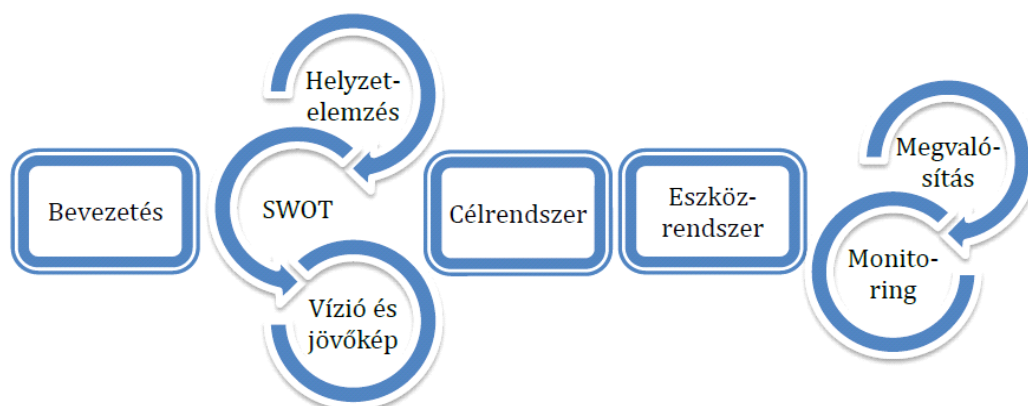 Bevezetés
Helyzet-
elemzés
SWOT
Vízió és
jövőkép
Célrendszer
Eszköz-
rendszer
Megvaló-
sítás
Monito-
ring